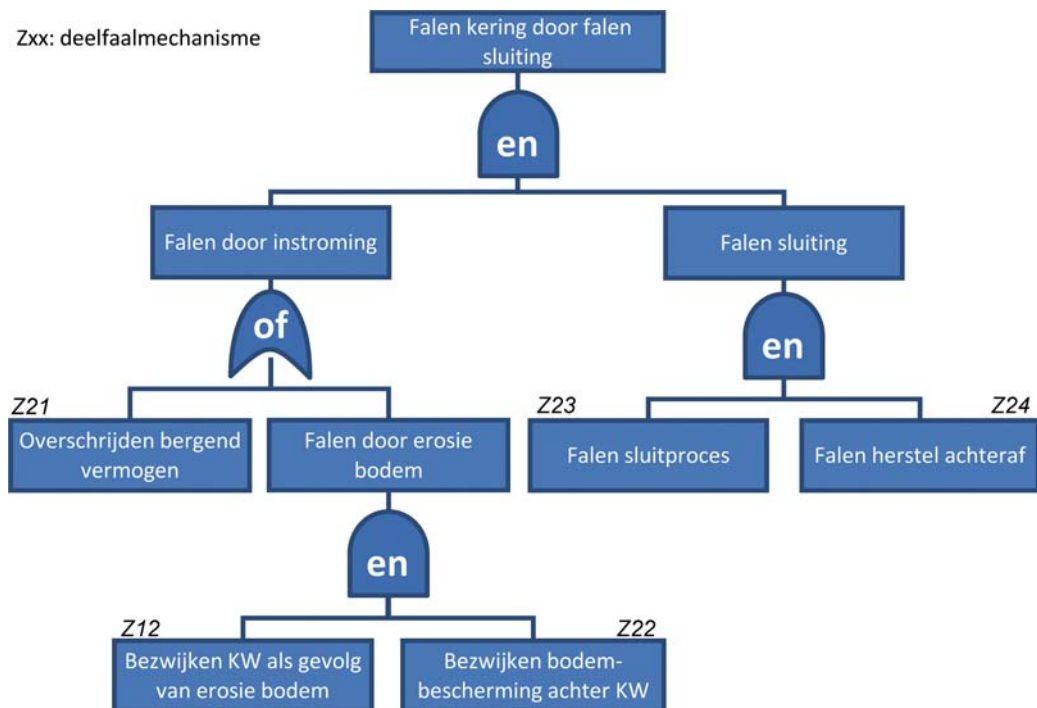 Zxx: deelfaalmechanisme
Falen kering door falen
sluiting
en
Falen door instroming
Falen sluiting
of
en
Z21
Z23
Z24
Overschrijden bergend
vermogen
Falen door erosie
bodem
Falen sluitproces
Falen herstel achteraf
en
Z12
Z22
Bezwijken KW als gevolg
van erosie bodem
Bezwijken bodem-
bescherming achter KW